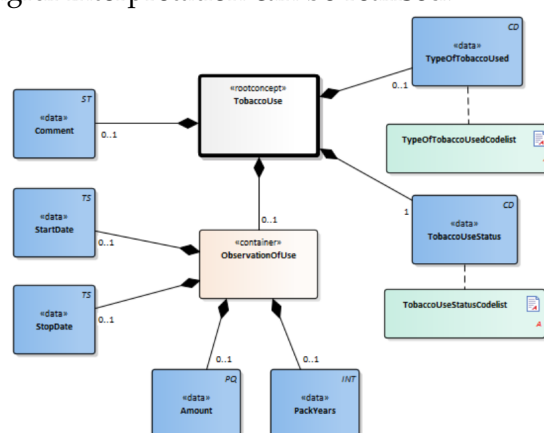 CD
«data»
TypeOfTobaccoUsed
0..1
«rootconcept»
TobaccoUse
ST
«data»
Comment
0..1
TypeOfTobaccoUsedCodelist
TS
«data»
StartDate
0..1
CD
«data»
TobaccoUseStatus
1
0..1
«container»
ObservationOfUse
TS
«data»
StopDate
0..1
TobaccoUseStatusCodelist
A
0..1
0..1
PQ
«data»
Amount
INT
«data»
PackYears